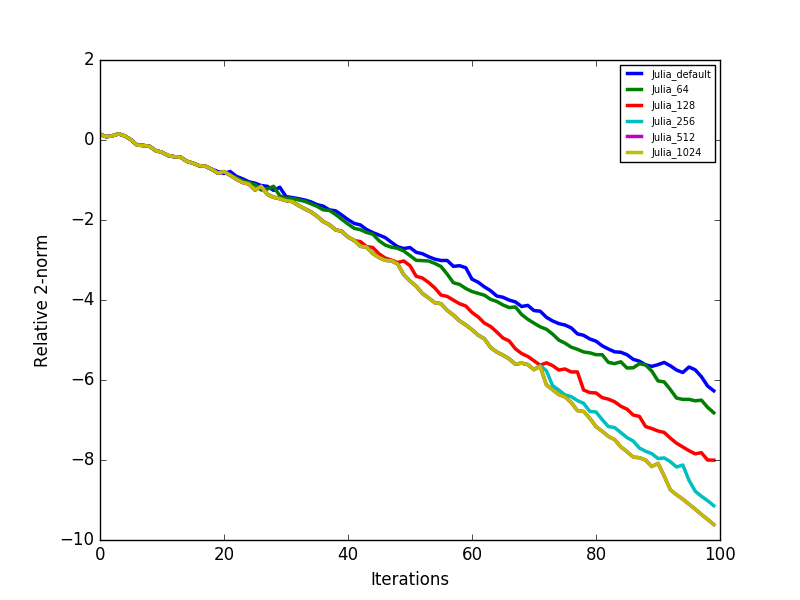 2
0
−2
−4
−6
−8
−10
0 20 40 60 80 100
Relative 2-norm
Iterations
Julia_default
Julia_64
Julia_128
Julia_256
Julia_512
Julia_1024